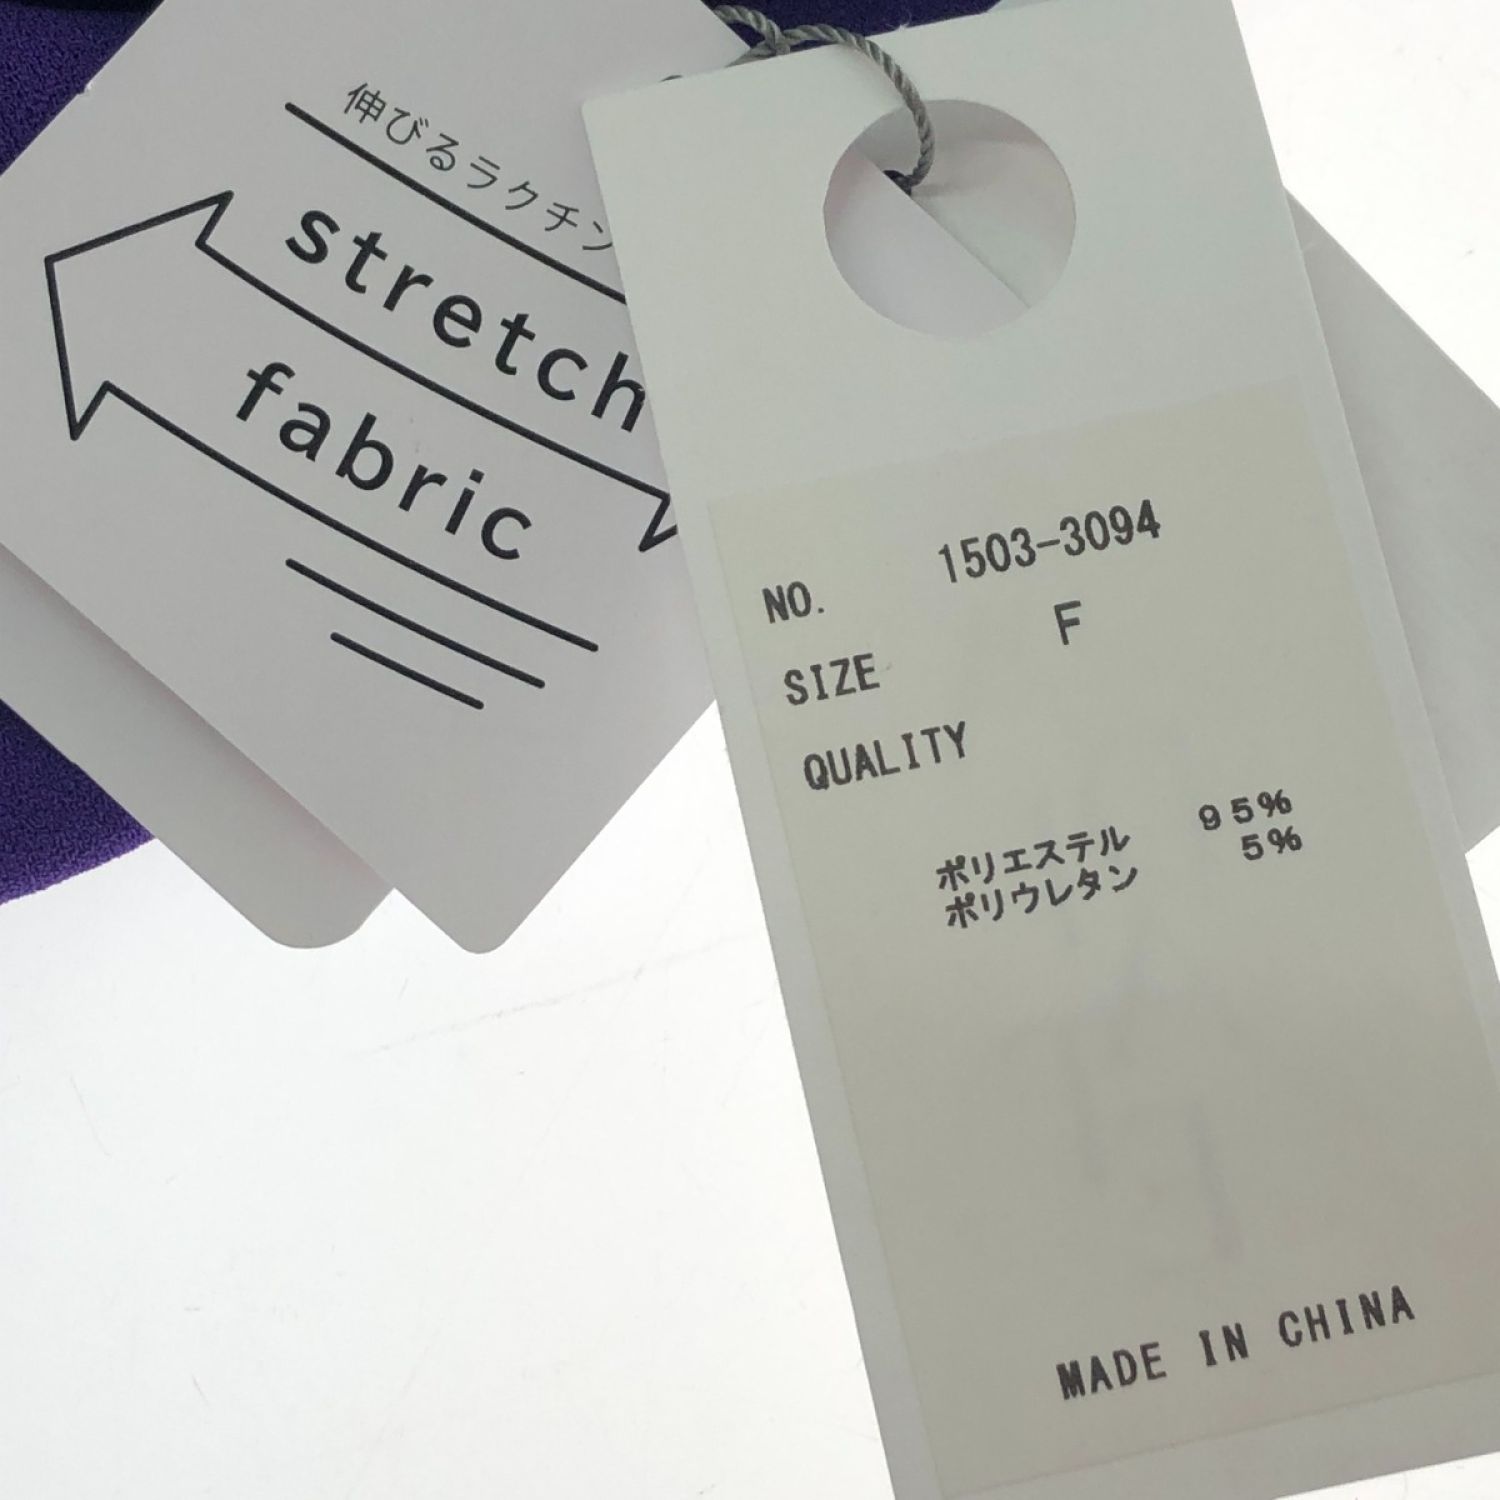 伸びるラクチン
stretch
fabric
NO. 1503-3094
SIZE F
QUALITY
ポリエステル 95%
ポリウレタン 5%
MADE IN CHINA